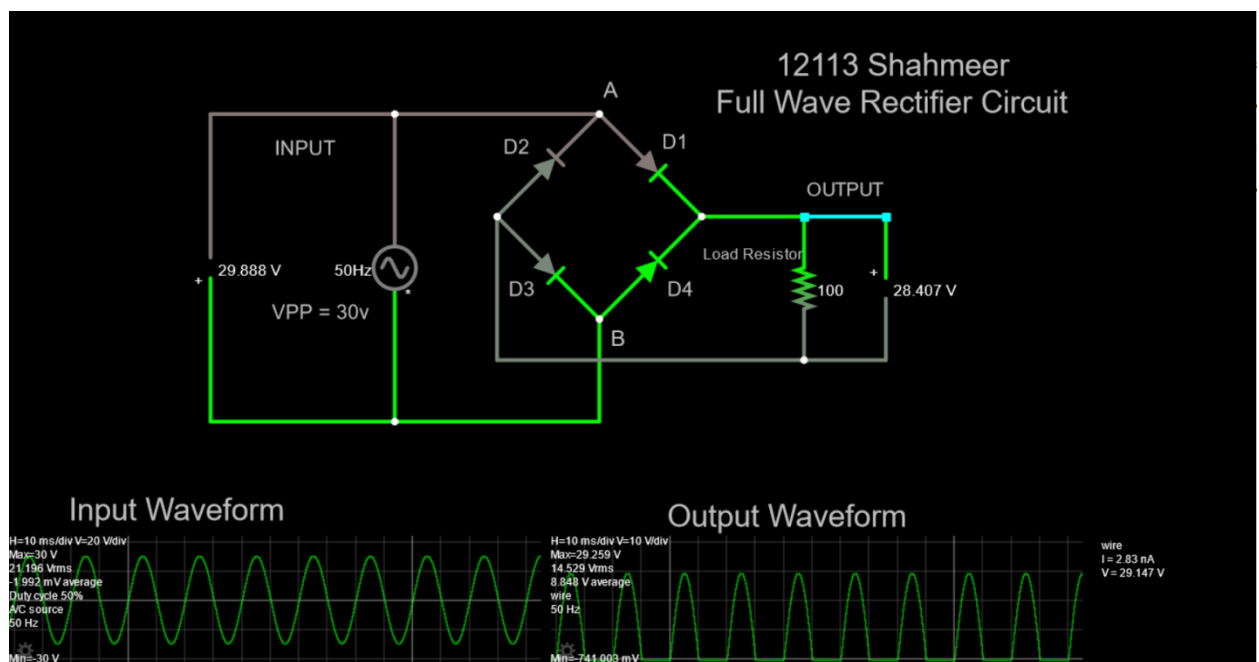 12113 Shahmeer
Full Wave Rectifier Circuit
A
INPUT
D2
D1
OUTPUT
Load Resistor
+
29.888 V
50Hz
*
VPP = 30v
D3
D4
+
100
28.407 V
B
Input Waveform
H=10 ms/div V=20 V/div
Max=30 V
21.196 Vrms
-1.992 mV average
Duty cycle 50%
A/C source
50 Hz
Min=-30 V
Output Waveform
H=10 ms/div V=10 V/div
Max=29.259 V
14.529 Vrms
8.848 V average
wire
50 Hz
Min=-741.003 mV
wire
I = 2.83 nA
V = 29.147 V